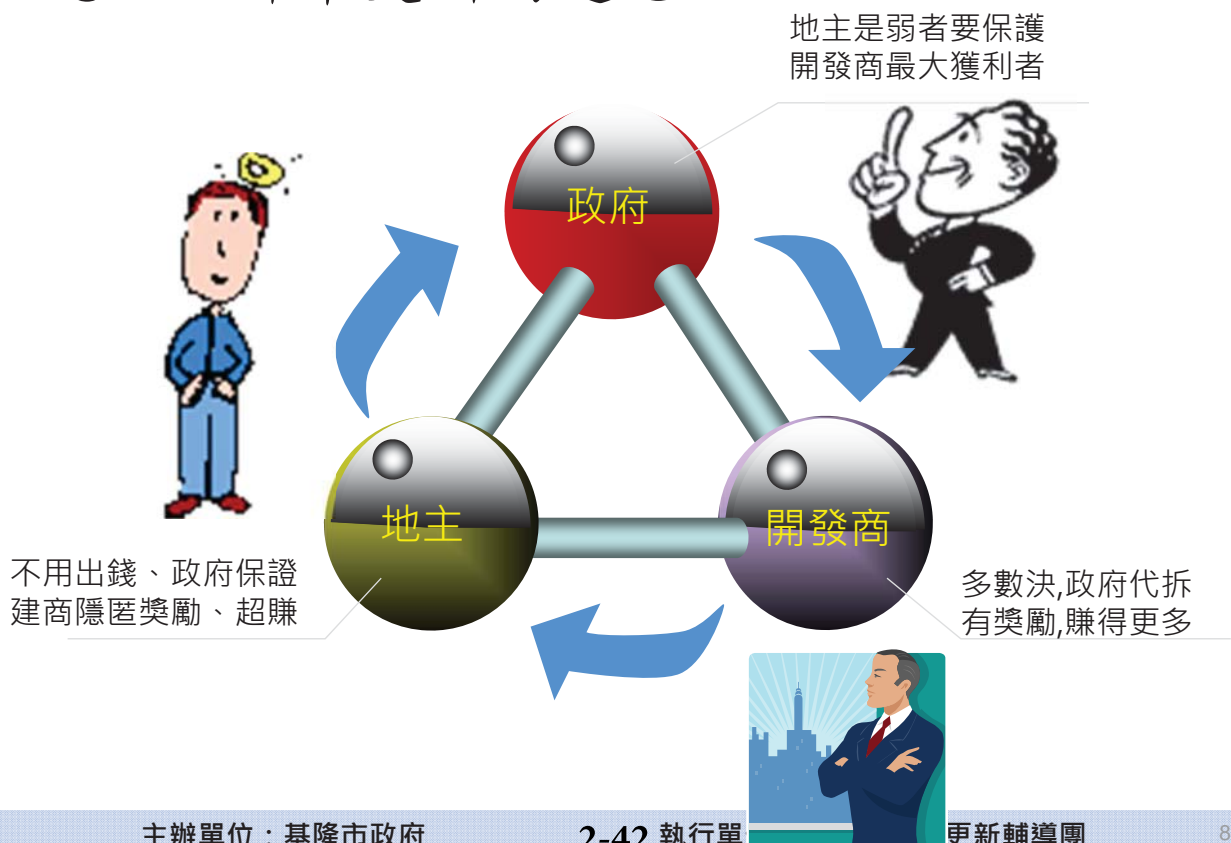 地主是弱者要保護
開發商最大獲利者
政府
地主
開發商
不用出錢、政府保證
建商隱匿獎勵、超賺
多數決,政府代拆
有獎勵,賺得更多
主辦單位：基隆市政府
2-42 執行單
更新輔導團
8